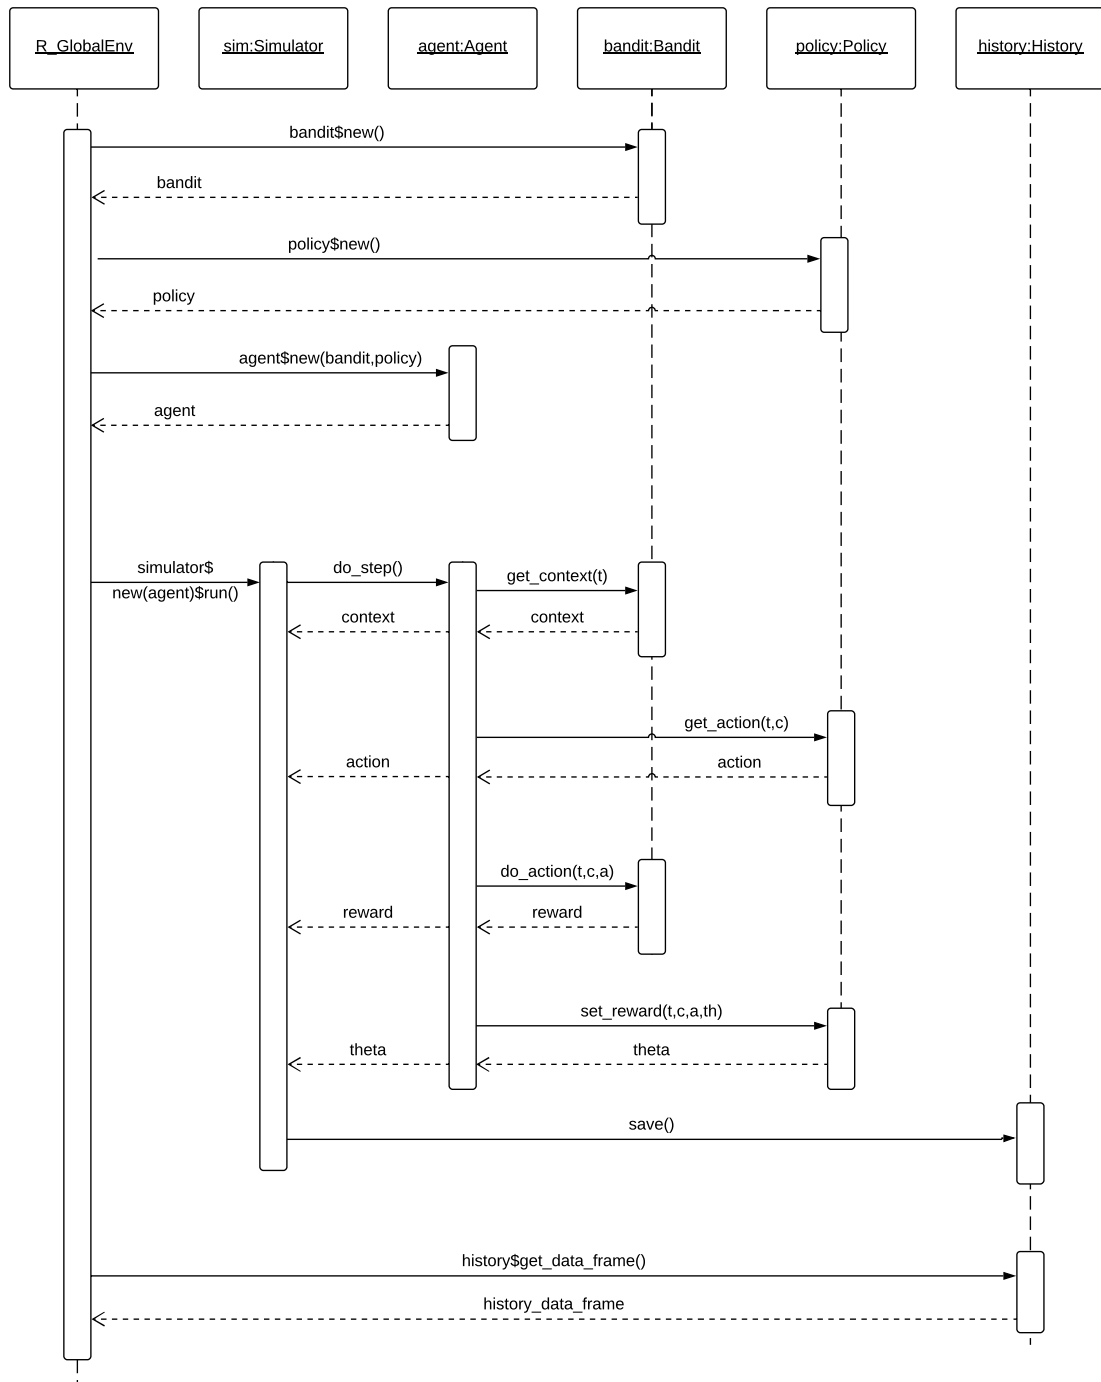 R_GlobalEnv
sim:Simulator
agent:Agent
bandit:Bandit
policy:Policy
history:History
bandit$new()
bandit
policy$new()
policy
agent$new(bandit,policy)
agent
simulator$
new(agent)$run()
do_step()
get_context(t)
context
context
get_action(t,c)
action
action
do_action(t,c,a)
reward
reward
set_reward(t,c,a,th)
theta
theta
save()
history$get_data_frame()
history_data_frame